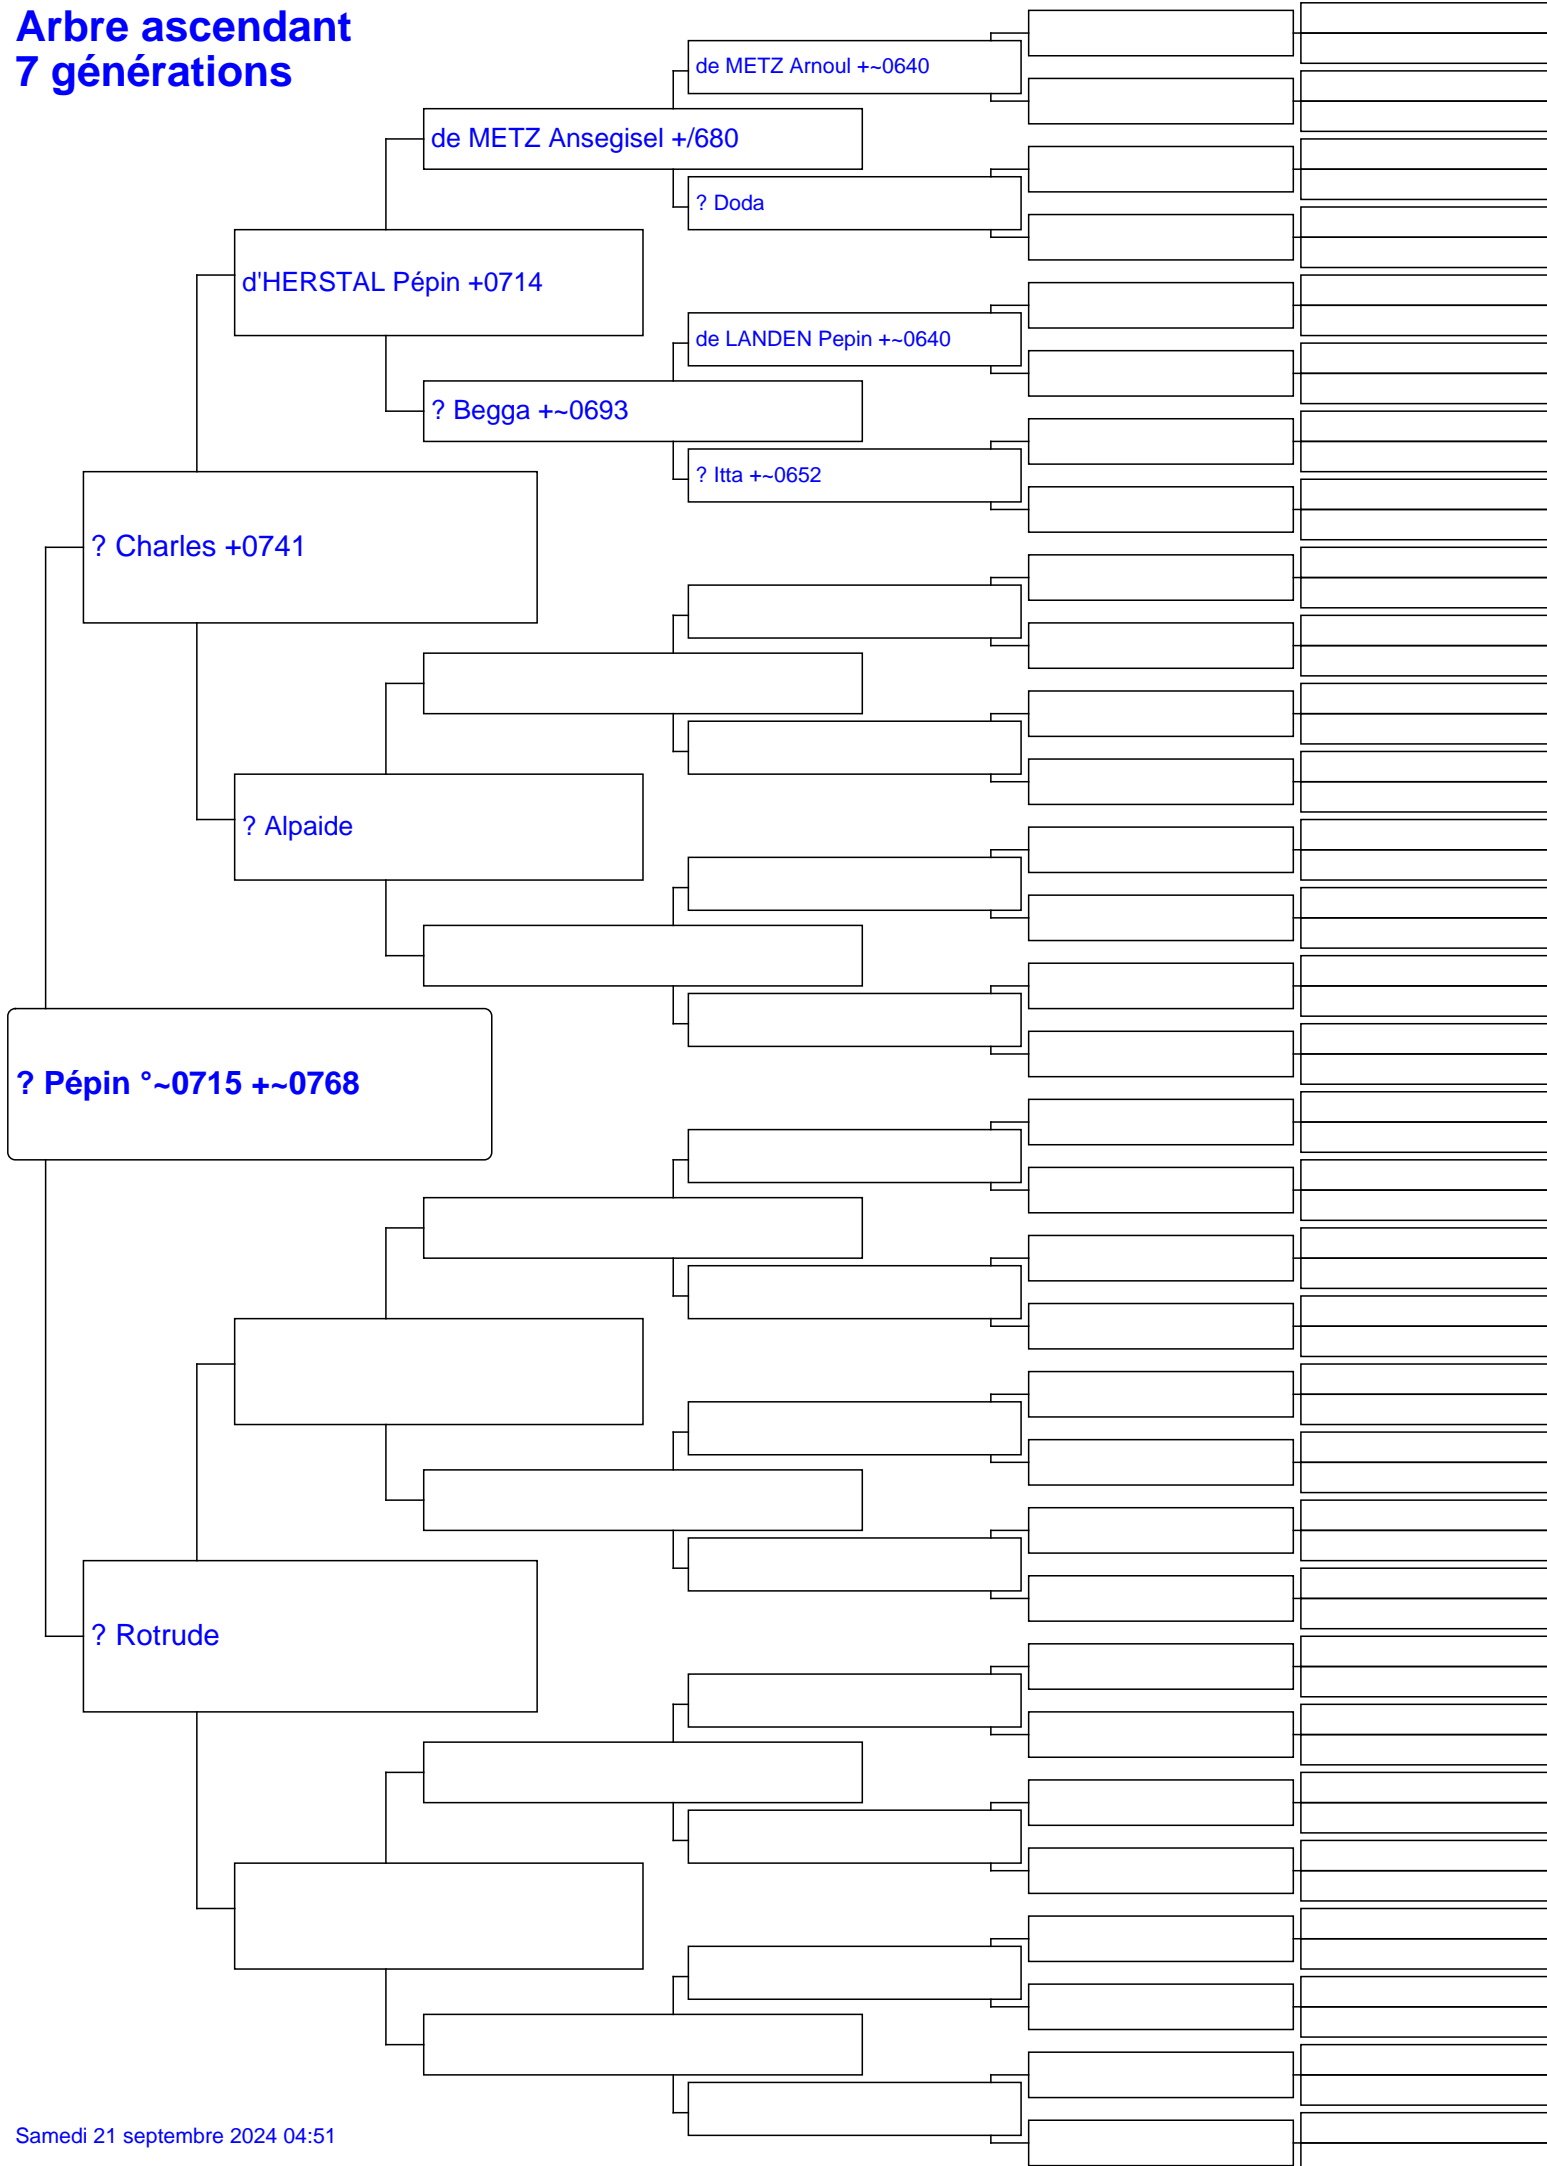 Arbre ascendant
7 générations
de METZ Arnoul +~0640
de METZ Ansegisel +/680
? Doda
d'HERSTAL Pépin +0714
de LANDEN Pepin +~0640
? Begga +~0693
? Itta +~0652
? Charles +0741
? Alpaide
? Pépin °~0715 +~0768
? Rotrude
Samedi 21 septembre 2024 04:51